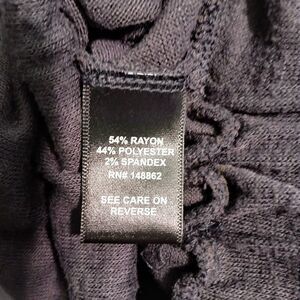 54% RAYON
44% POLYESTER
2% SPANDEX
RN# 148862
SEE CARE ON
REVERSE